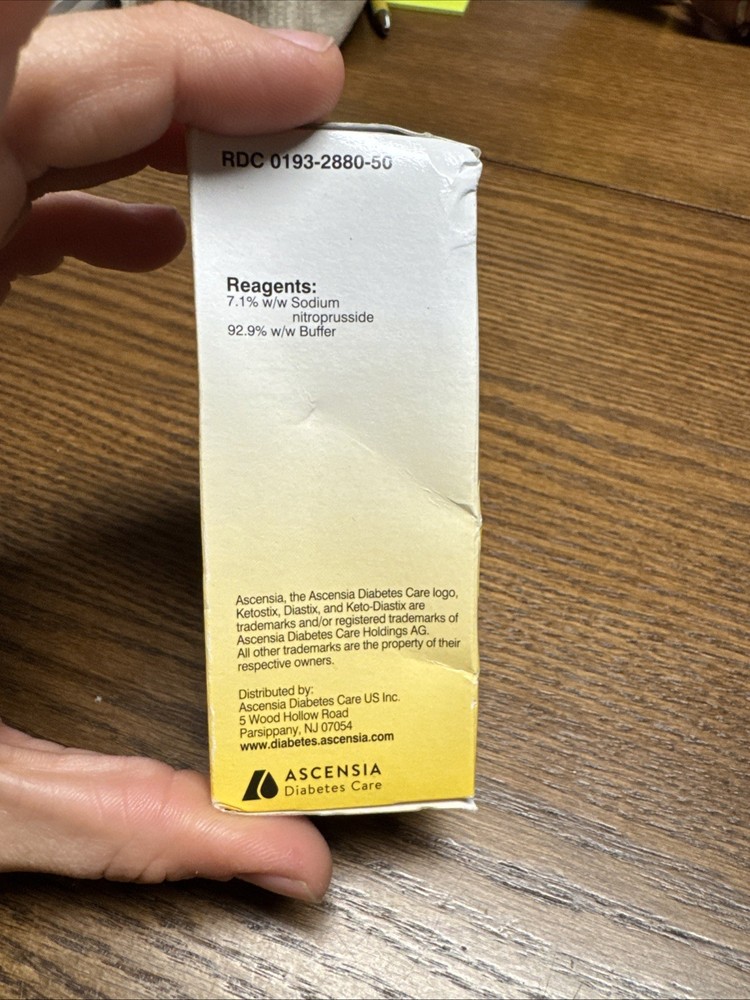 RDC 0193-2880-50
Reagents:
7.1% w/w Sodium
nitroprusside
92.9% w/w Buffer
Ascensia, the Ascensia Diabetes Care logo,
Ketostix, Diastix, and Keto-Diastix are
trademarks and/or registered trademarks of
Ascensia Diabetes Care Holdings AG.
All other trademarks are the property of their
respective owners.
Distributed by:
Ascensia Diabetes Care US Inc.
5 Wood Hollow Road
Parsippany, NJ 07054
www.diabetes.ascensia.com
ASCENSIA
Diabetes Care